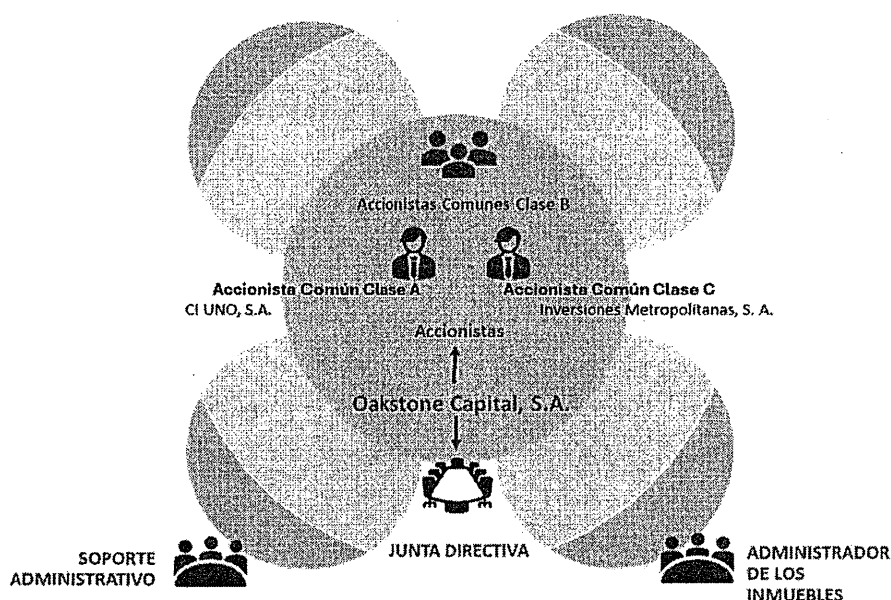 Accionistas Comunes Clase B
Accionista Común Clase A
CI UNO, S.A.
Accionista Común Clase C
Inversiones Metropolitanas, S. A.
Accionistas
Oakstone Capital, S.A.
JUNTA DIRECTIVA
SOPORTE
ADMINISTRATIVO
ADMINISTRADOR
DE LOS
INMUEBLES